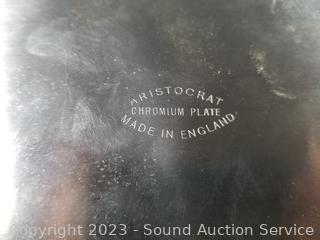 ARISTOCRAT
CHROMIUM PLATE
MADE IN ENGLAND
Copyright 2023 - Sound Auction Service